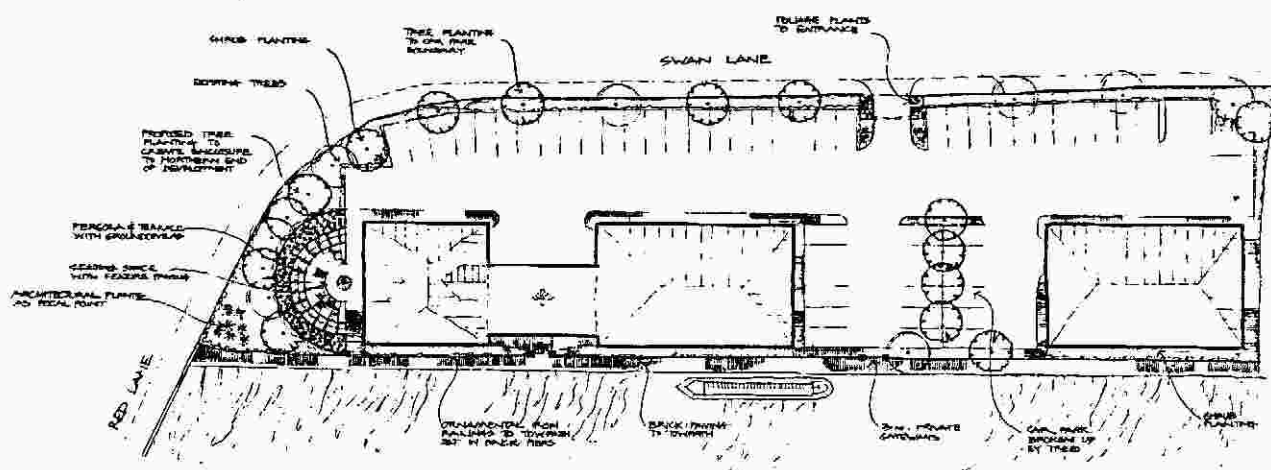 SHRUB PLANTING
TREE PLANTING
TO CAR PARK
BOUNDARY
FOLIAGE PLANTS
TO ENTRANCE
SWAN LANE
EXISTING TREES
PROPOSED TREE
PLANTING TO
CREATE ENCLOSURE
TO NORTHERN END
OF DEVELOPMENT
PERGOLA & TERRACE
WITH GROUNDCOVER
SEATING SPACE
WITH FEATURE PAVING
ARCHITECTURAL PLANTS
AS FOCAL POINT
RED LANE
ORNAMENTAL IRON
RAILINGS TO TOWPATH
SET IN BRICK PIERS
BRICK PAVING
TO TOWPATH
PRIVATE
GATEWAYS
CAR PARK
BROKEN UP
BY TREES
SHRUB
PLANTING